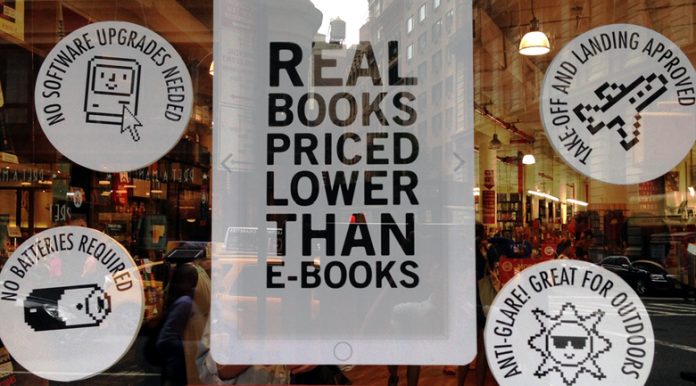 NO SOFTWARE UPGRADES NEEDED
REAL
BOOKS
PRICED
LOWER
THAN
E-BOOKS
TAKE-OFF AND LANDING APPROVED
NO BATTERIES REQUIRED
ANTI-GLARE! GREAT FOR OUTDOORS